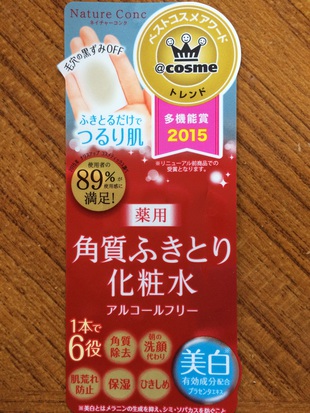 Nature Conc
ネイチャーコンク
毛穴の黒ずみOFF
ベストコスメアワード
@cosme
トレンド
多機能賞
2015
※リニューアル前商品での
受賞となります。
ふきとるだけで
つるり肌
使用者の
89%が
使用感に
満足!
薬用
角質ふきとり
化粧水
アルコールフリー
1本で
6役
角質
除去
朝の
洗顔
代わり
肌荒れ
防止
保湿
ひきしめ
美白
有効成分配合
プラセンタエキス
※美白とはメラニンの生成を抑え、シミ・ソバカスを防ぐこと